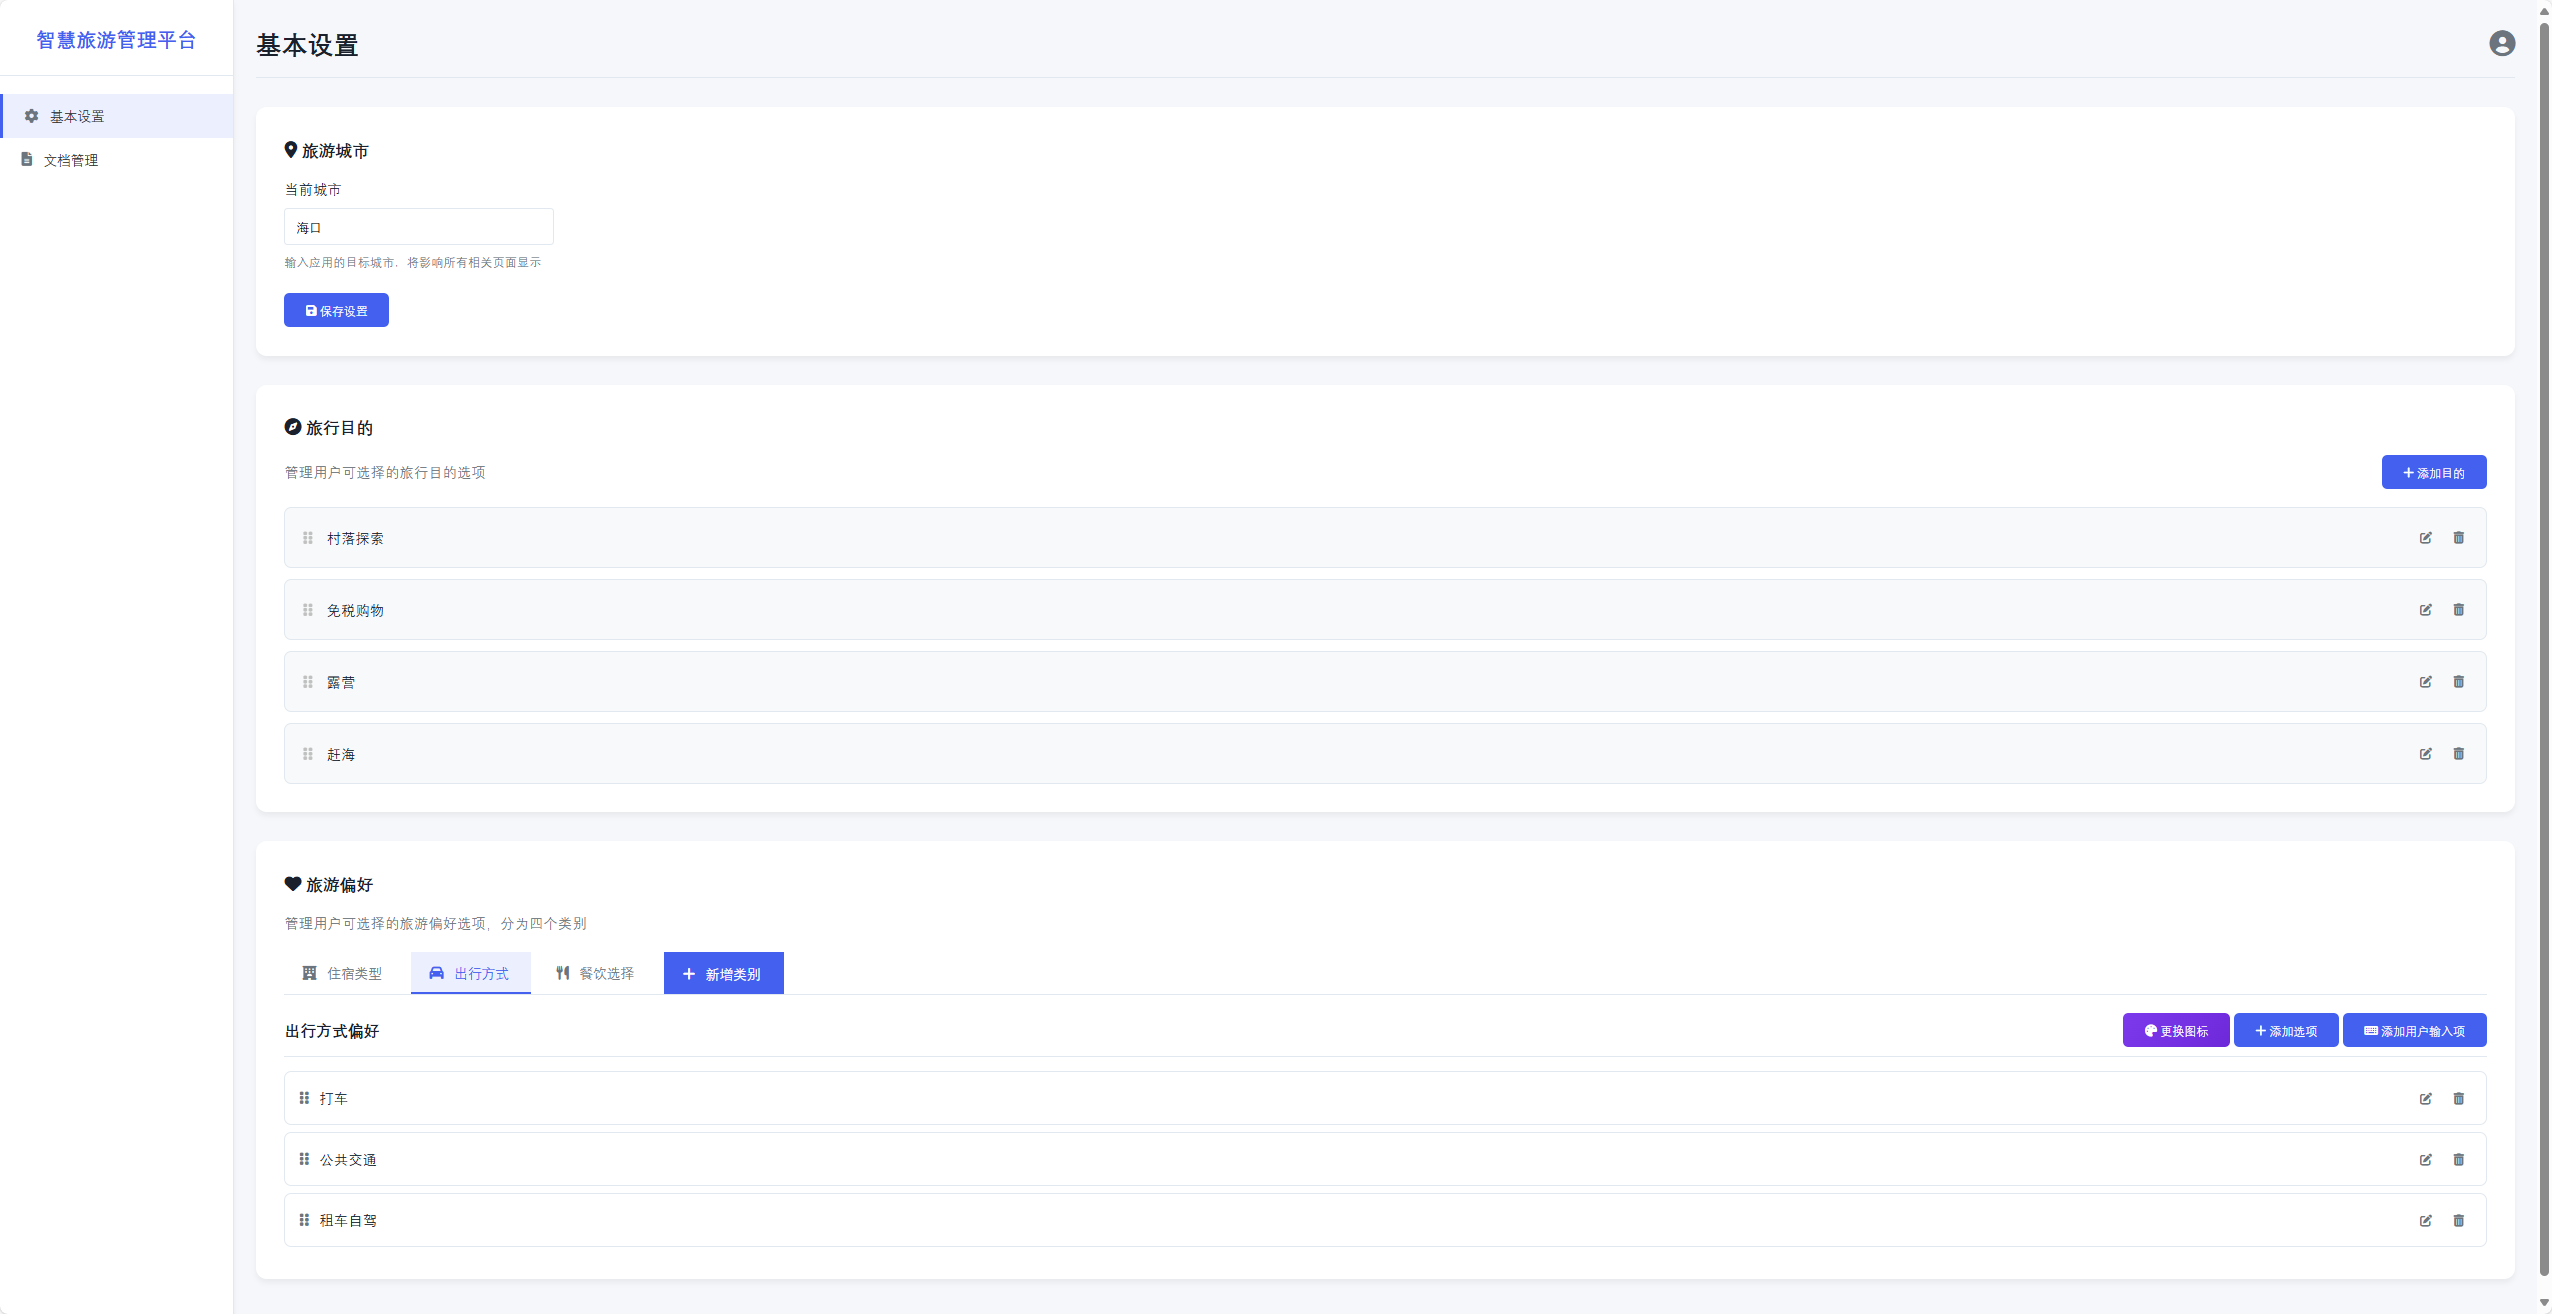 智慧旅游管理平台
基本设置
文档管理
基本设置
旅游城市
当前城市
海口
输入应用的目标城市，将影响所有相关页面显示
保存设置
旅行目的
管理用户可选择的旅行目的选项
添加目的
村落探索
免税购物
露营
赶海
旅游偏好
管理用户可选择的旅游偏好选项，分为四个类别
住宿类型 出行方式 餐饮选择 新增类别
出行方式偏好
更换图标 添加选项 添加用户输入项
打车
公共交通
租车自驾